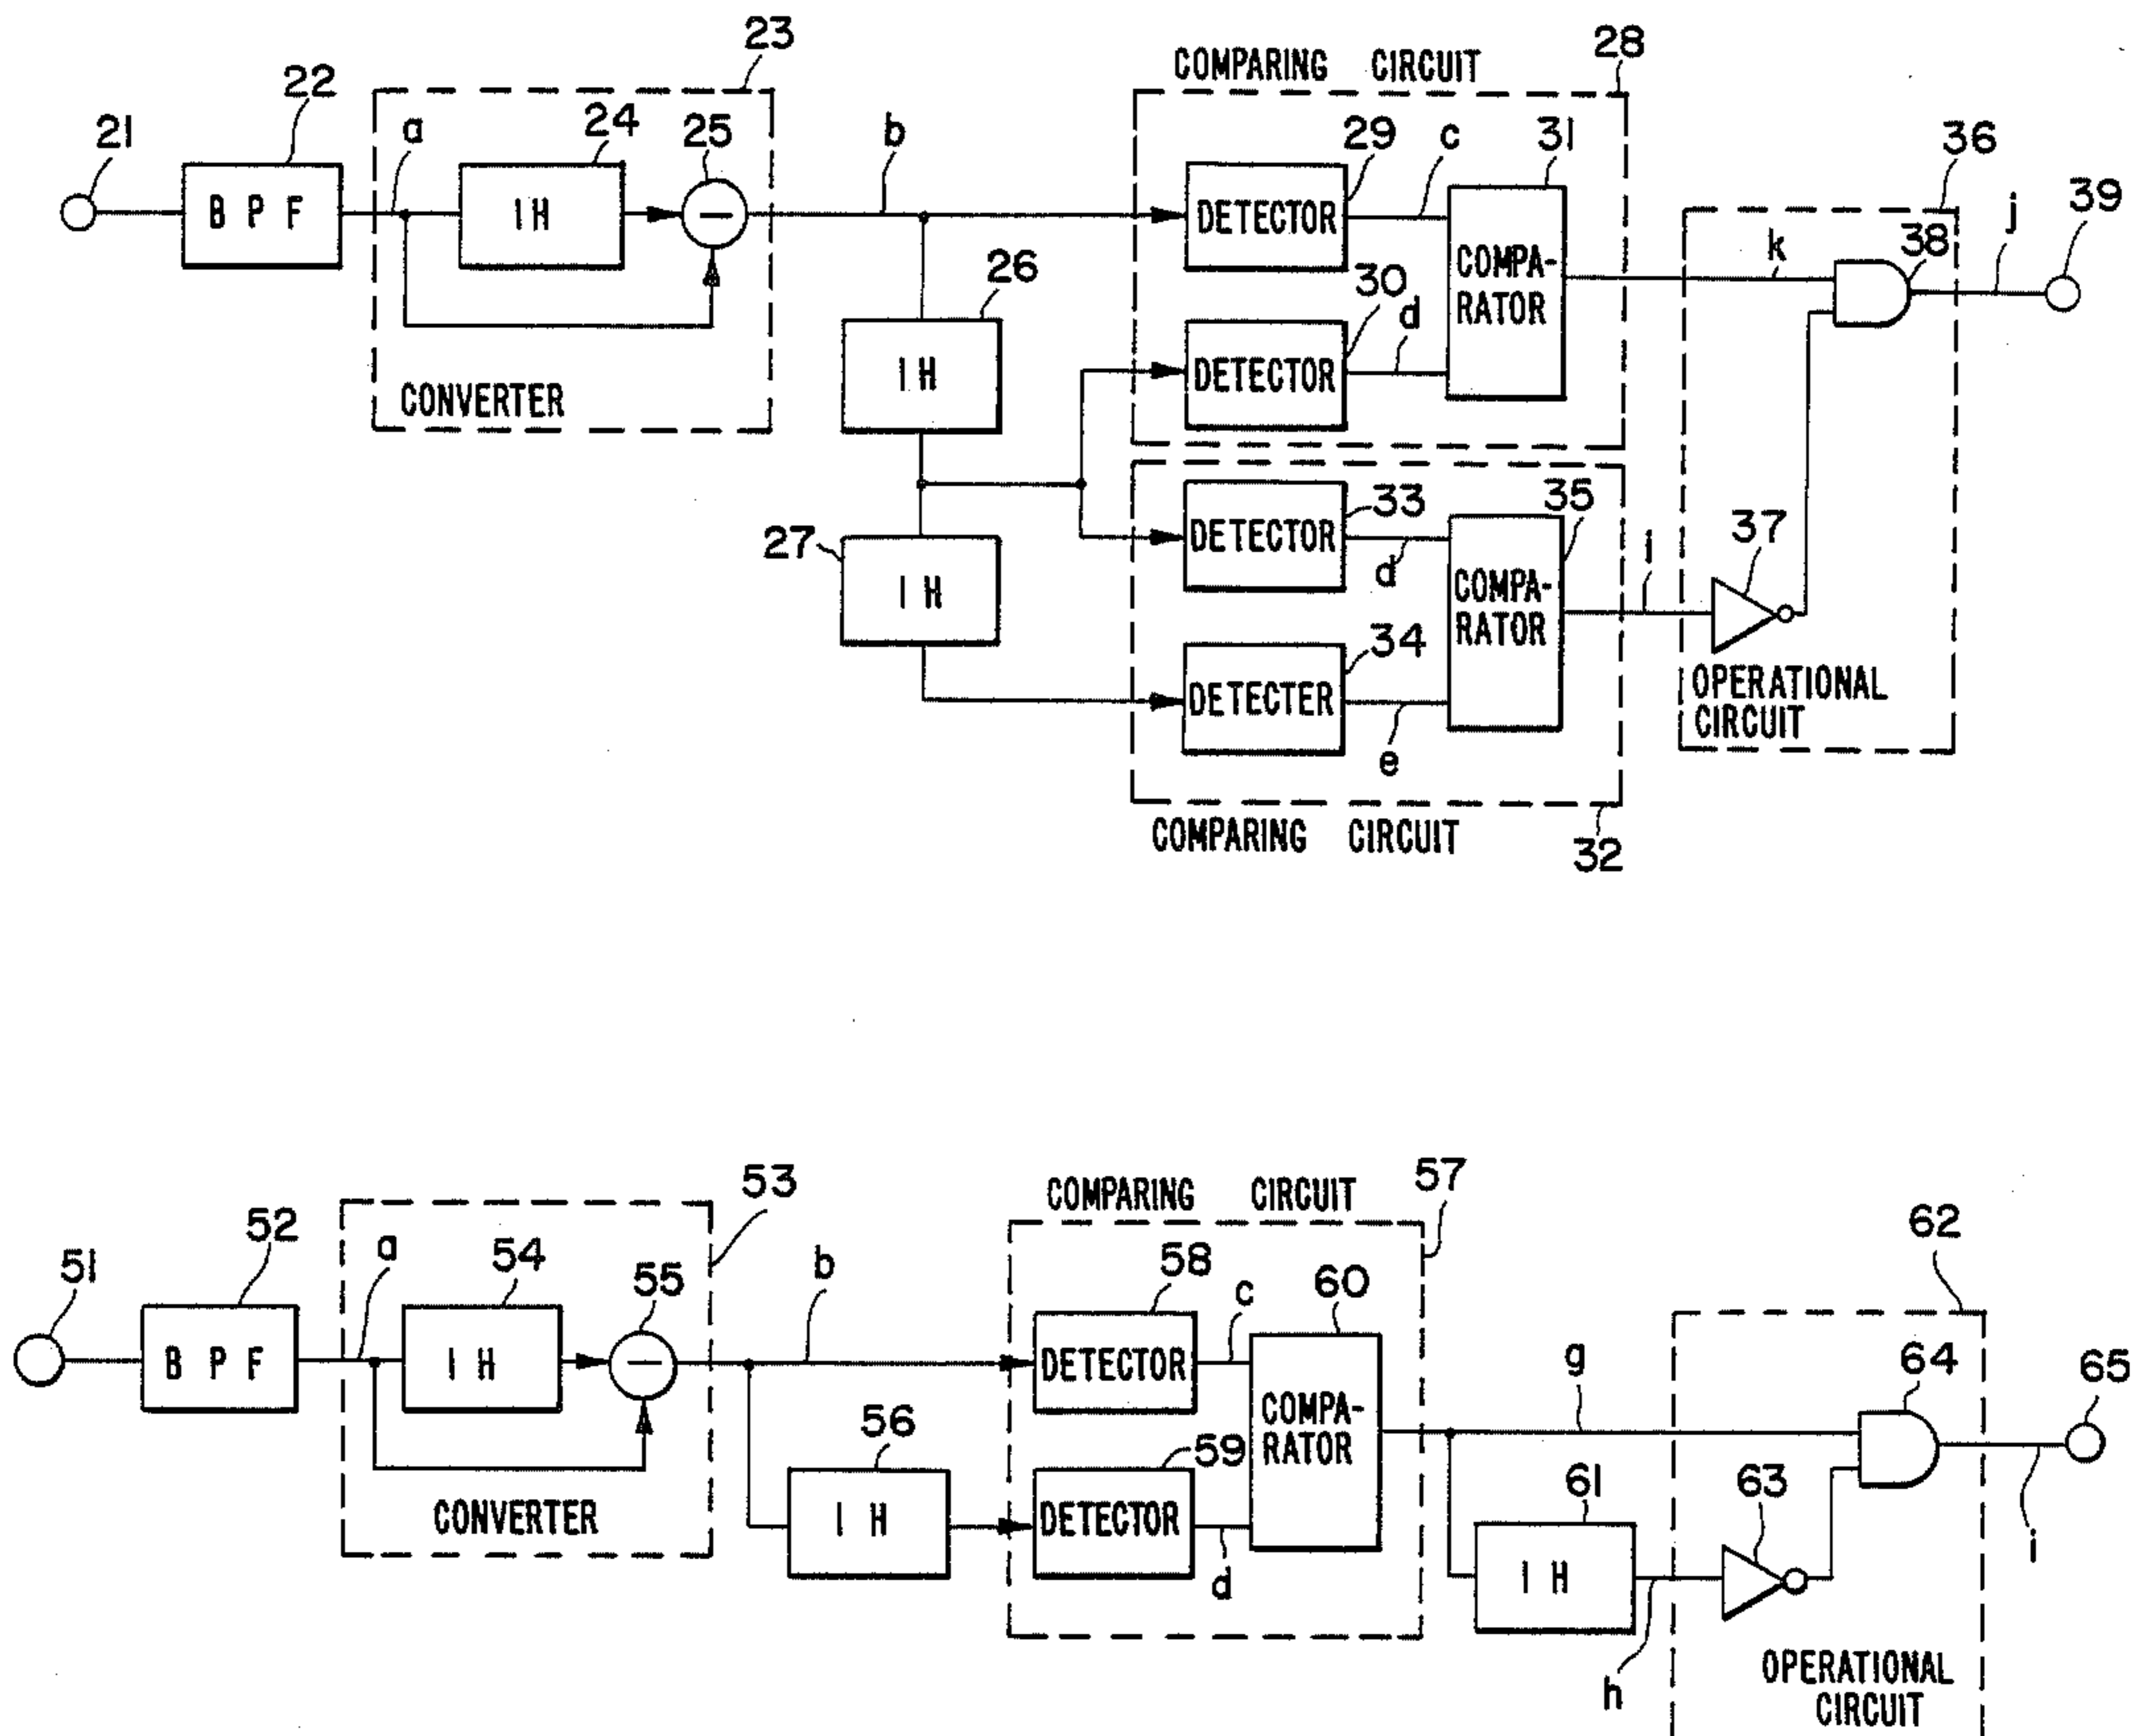 23
COMPARING CIRCUIT
28
22
21
a
24
25
b
29
c
31
36
39
BPF
1H
−
DETECTOR
COMPA-
RATOR
k
38
j
26
30
d
DETECTOR
CONVERTER
1H
33
35
DETECTOR
d
27
1H
COMPA-
RATOR
l
37
34
DETECTER
e
OPERATIONAL
CIRCUIT
COMPARING CIRCUIT
32
53
COMPARING CIRCUIT
57
62
51
52
a
54
55
b
58
c
60
64
65
BPF
1H
−
DETECTOR
g
COMPA-
RATOR
56
59
61
63
i
CONVERTER
1H
DETECTOR
d
1H
h
OPERATIONAL
CIRCUIT